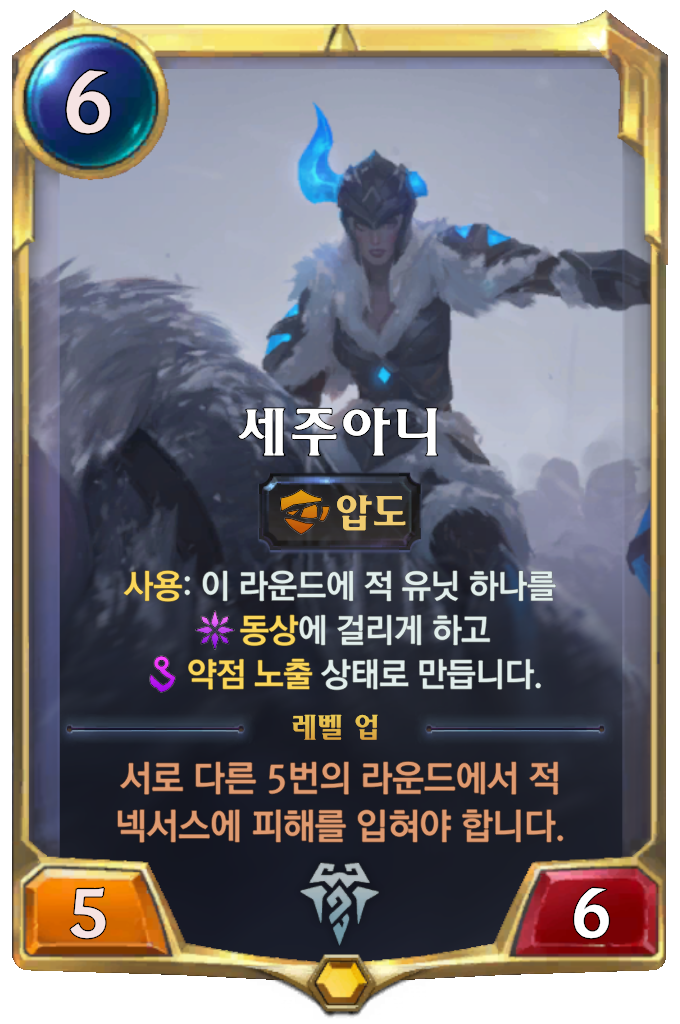 6
세주아니
압도
사용: 이 라운드에 적 유닛 하나를
동상에 걸리게 하고
약점 노출 상태로 만듭니다.
레벨 업
서로 다른 5번의 라운드에서 적
넥서스에 피해를 입혀야 합니다.
5
6